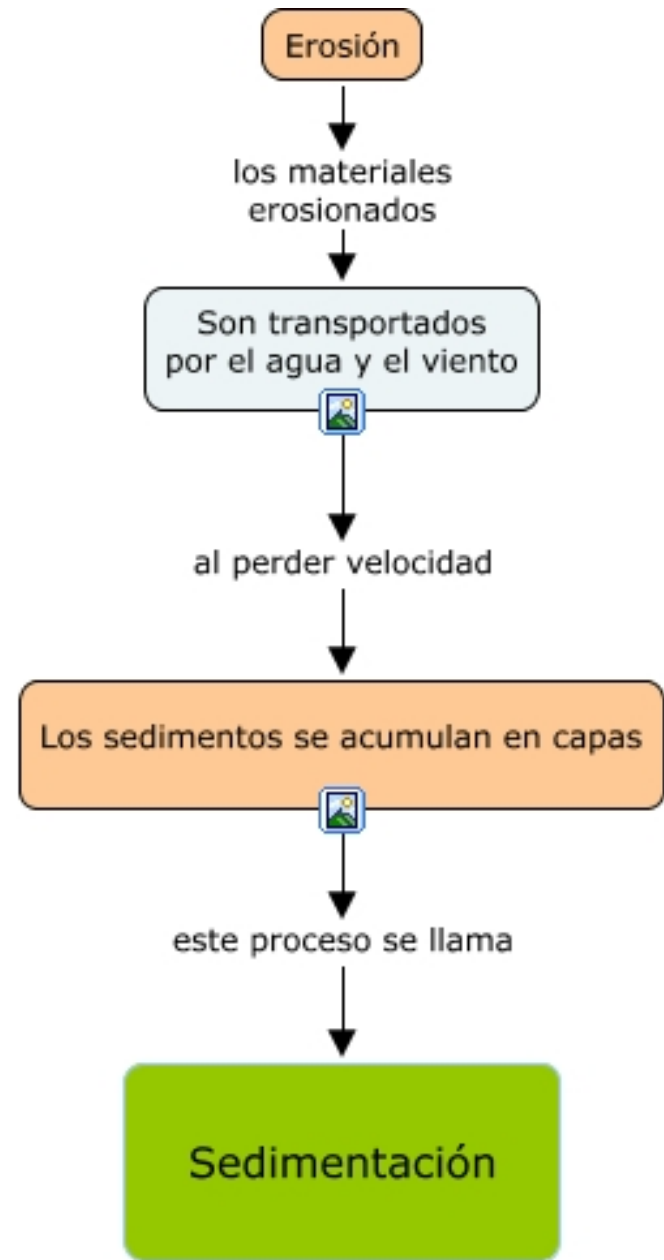 Erosión
los materiales
erosionados
Son transportados
por el agua y el viento
al perder velocidad
Los sedimentos se acumulan en capas
este proceso se llama
Sedimentación